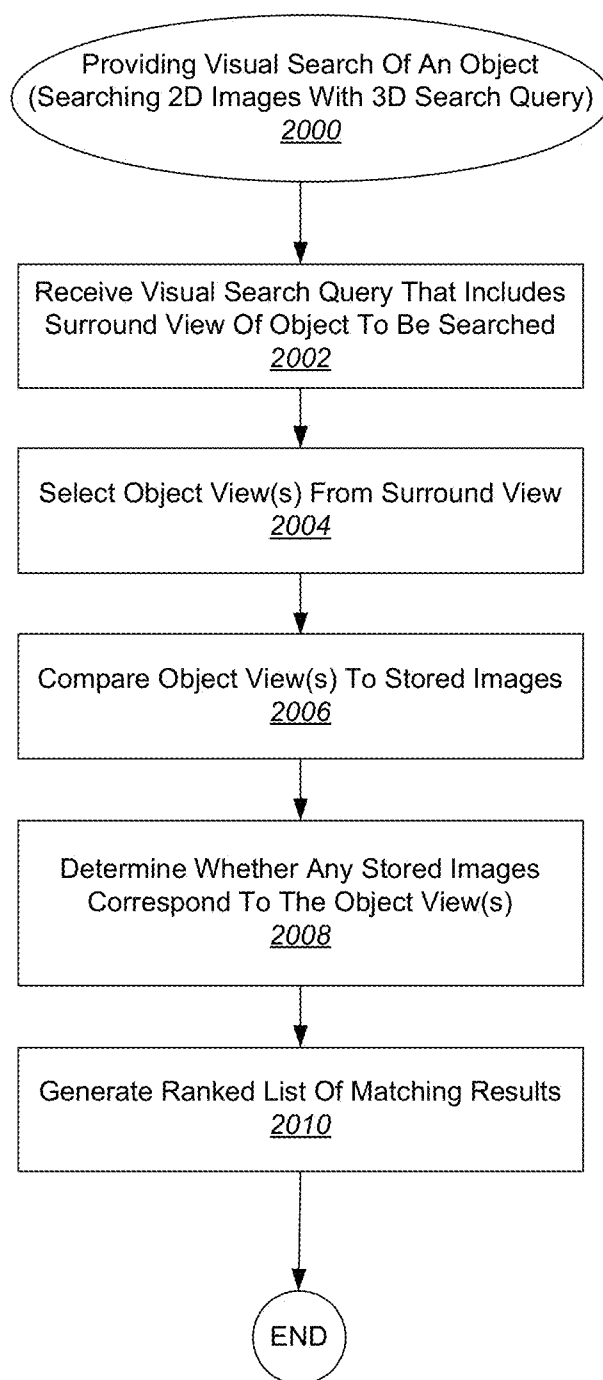 Providing Visual Search Of An Object
(Searching 2D Images With 3D Search Query)
2000
Receive Visual Search Query That Includes
Surround View Of Object To Be Searched
2002
Select Object View(s) From Surround View
2004
Compare Object View(s) To Stored Images
2006
Determine Whether Any Stored Images
Correspond To The Object View(s)
2008
Generate Ranked List Of Matching Results
2010
END